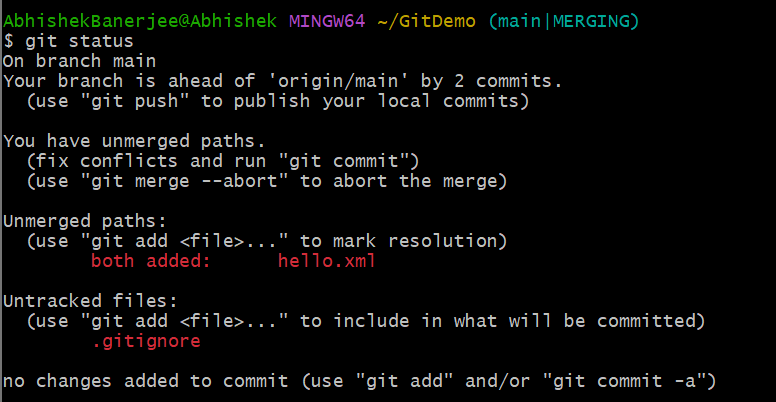 AbhishekBanerjee@Abhishek MINGW64 ~/GitDemo (main|MERGING)
$ git status
On branch main
Your branch is ahead of 'origin/main' by 2 commits.
  (use "git push" to publish your local commits)

You have unmerged paths.
  (fix conflicts and run "git commit")
  (use "git merge --abort" to abort the merge)

Unmerged paths:
  (use "git add <file>..." to mark resolution)
        both added:      hello.xml

Untracked files:
  (use "git add <file>..." to include in what will be committed)
        .gitignore

no changes added to commit (use "git add" and/or "git commit -a")